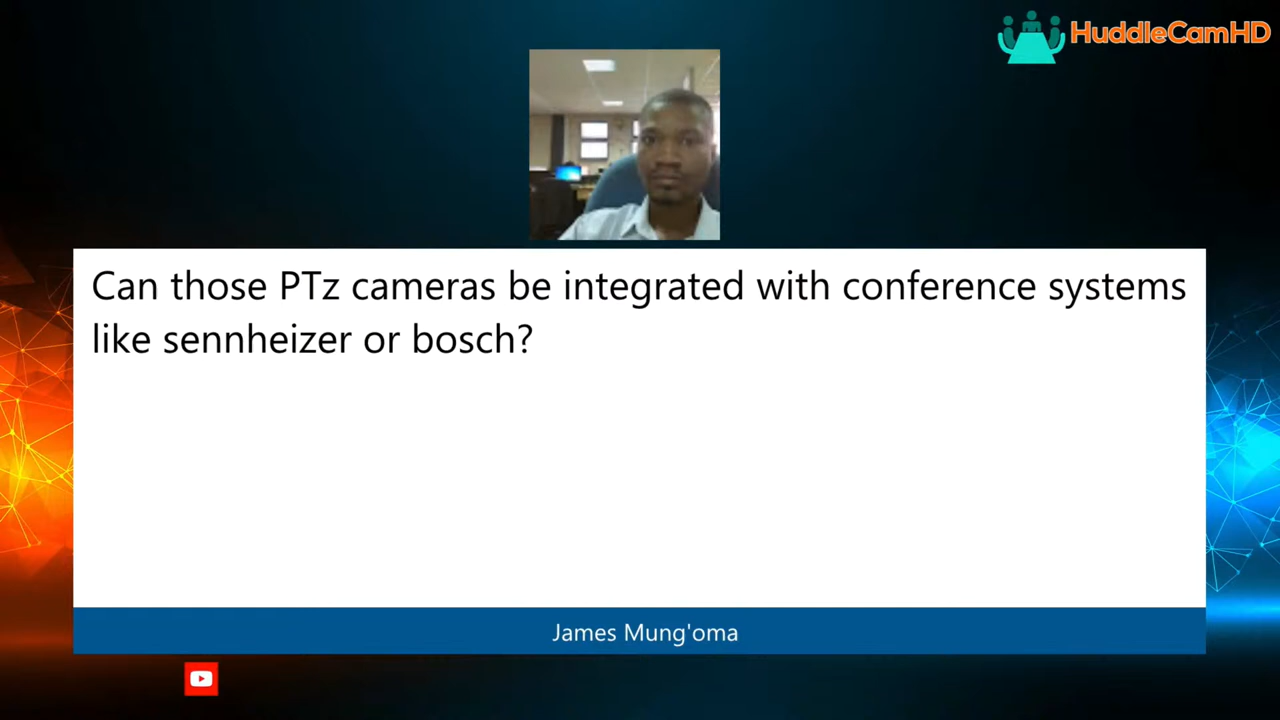 HuddleCamHD
Can those PTz cameras be integrated with conference systems
like sennheizer or bosch?
James Mung'oma